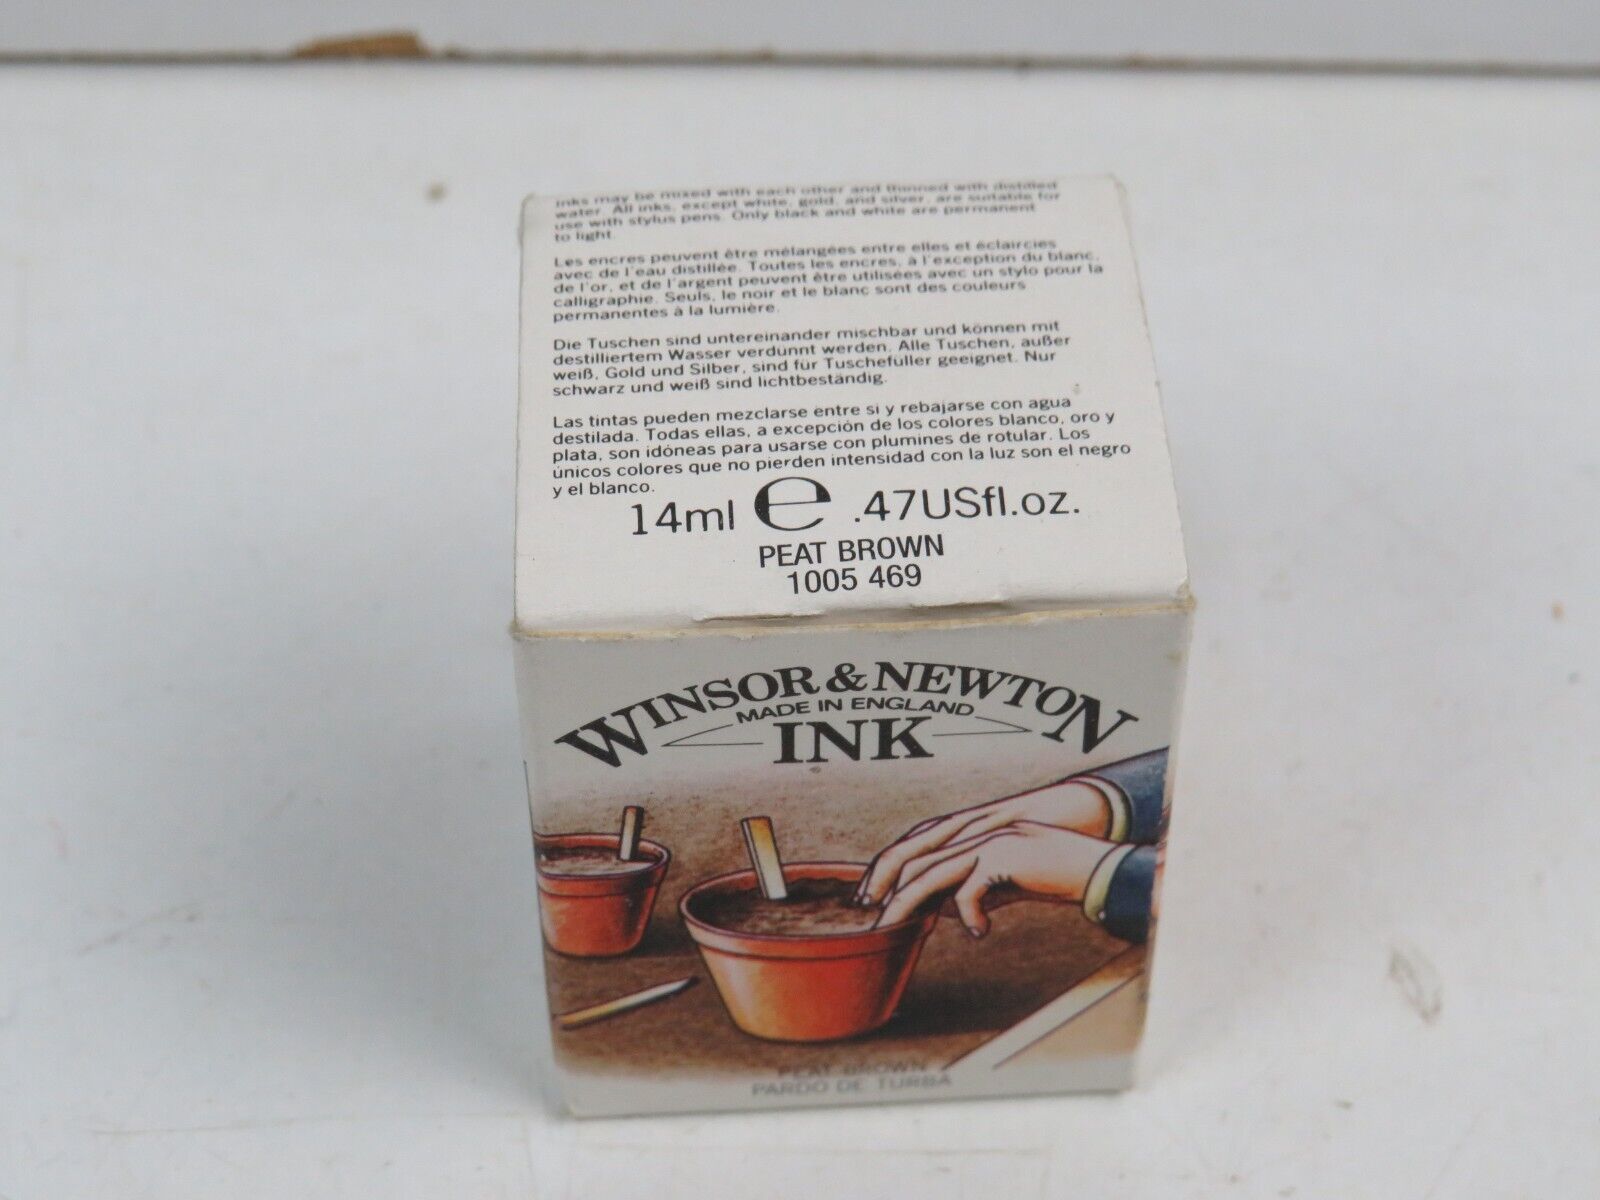 Inks may be mixed with each other and thinned with distilled
water. All inks, except white, gold, and silver, are suitable for
use with stylus pens. Only black and white are permanent
to light.
Les encres peuvent être mélangées entre elles et éclaircies
avec de l'eau distillée. Toutes les encres, à l'exception du blanc,
de l'or, et de l'argent peuvent être utilisées avec un stylo pour la
calligraphie. Seuls, le noir et le blanc sont des couleurs
permanentes à la lumière.
Die Tuschen sind untereinander mischbar und können mit
destilliertem Wasser verdünnt werden. Alle Tuschen, außer
weiß, Gold und Silber, sind für Tuschefüller geeignet. Nur
schwarz und weiß sind lichtbeständig.
Las tintas pueden mezclarse entre si y rebajarse con agua
destilada. Todas ellas, a excepción de los colores blanco, oro y
plata, son idóneas para usarse con plumines de rotular. Los
únicos colores que no pierden intensidad con la luz son el negro
y el blanco.
14ml e .47USfl.oz.
PEAT BROWN
1005 469
WINSOR & NEWTON
MADE IN ENGLAND
INK
PEAT BROWN
PARDO DE TURBA